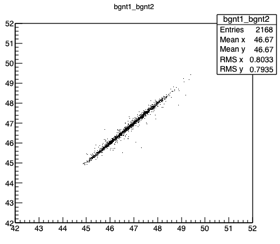 bgnt1_bgnt2
bgnt1_bgnt2
Entries 2168
Mean x 46.67
Mean y 46.67
RMS x 0.8033
RMS y 0.7935
52
51
50
49
48
47
46
45
44
43
42
42 43 44 45 46 47 48 49 50 51 52